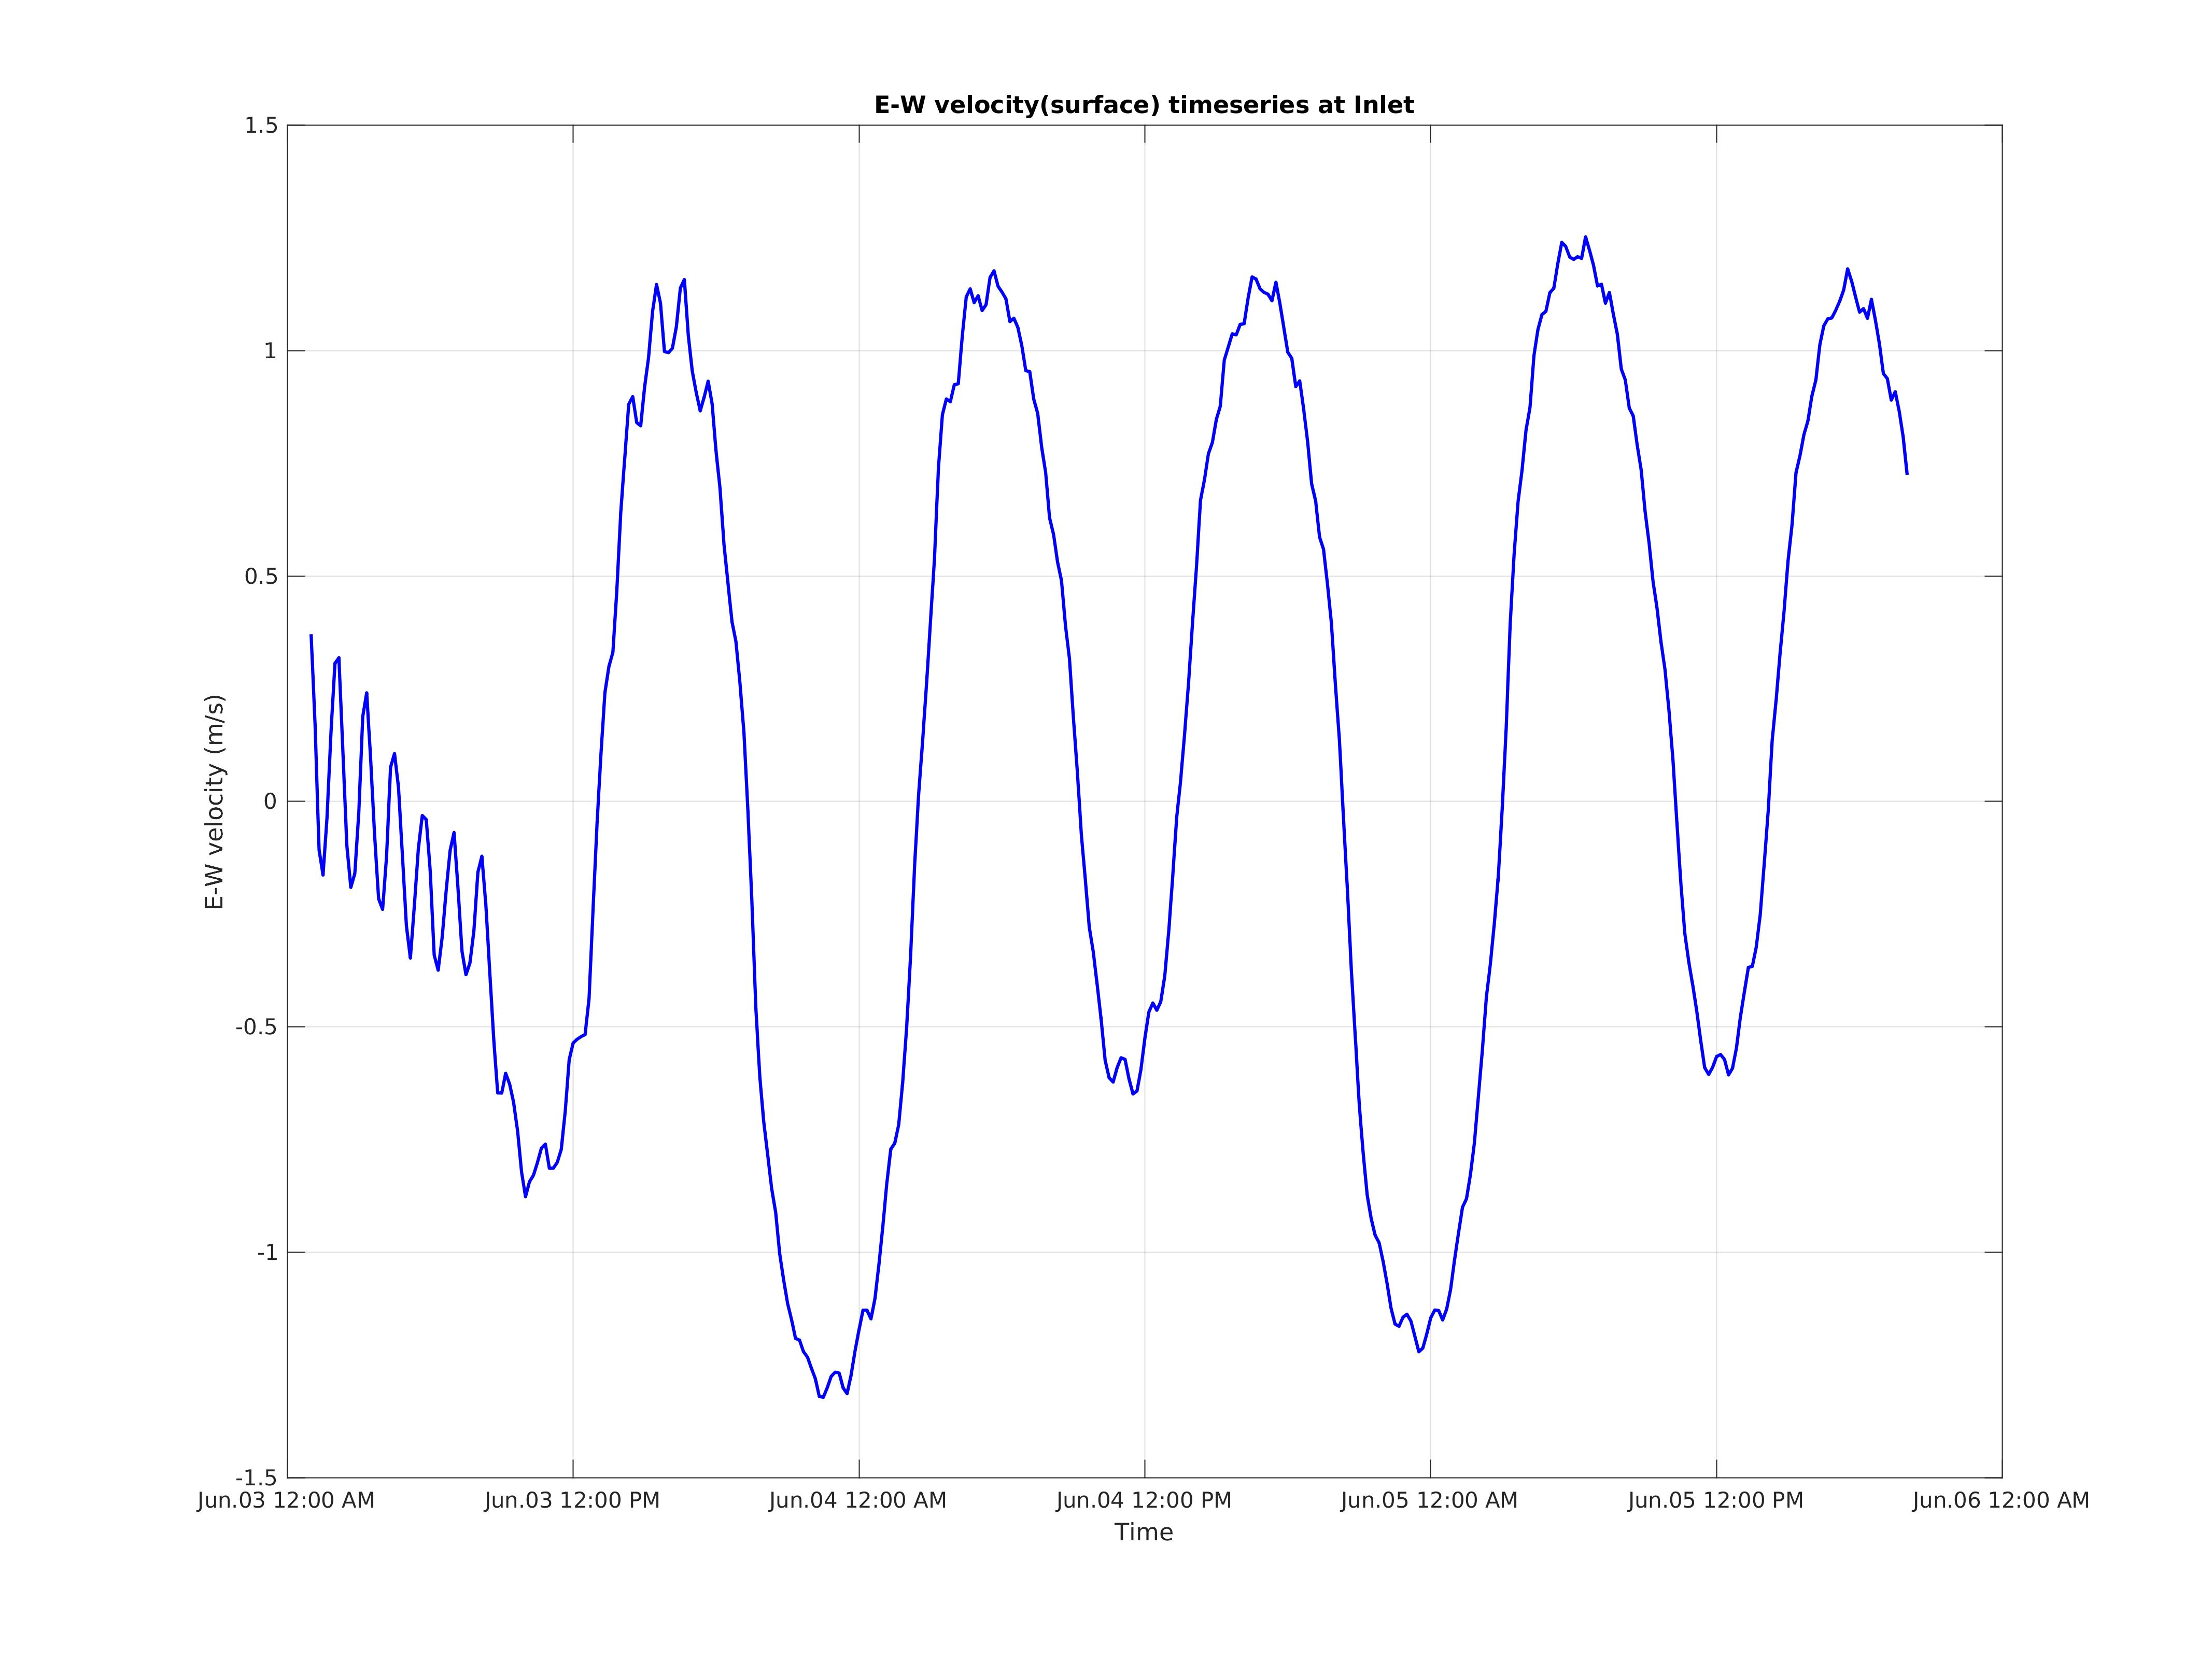 E-W velocity(surface) timeseries at Inlet
1.5
1
0.5
0
-0.5
-1
-1.5
E-W velocity (m/s)
Jun.03 12:00 AM
Jun.03 12:00 PM
Jun.04 12:00 AM
Jun.04 12:00 PM
Jun.05 12:00 AM
Jun.05 12:00 PM
Jun.06 12:00 AM
Time